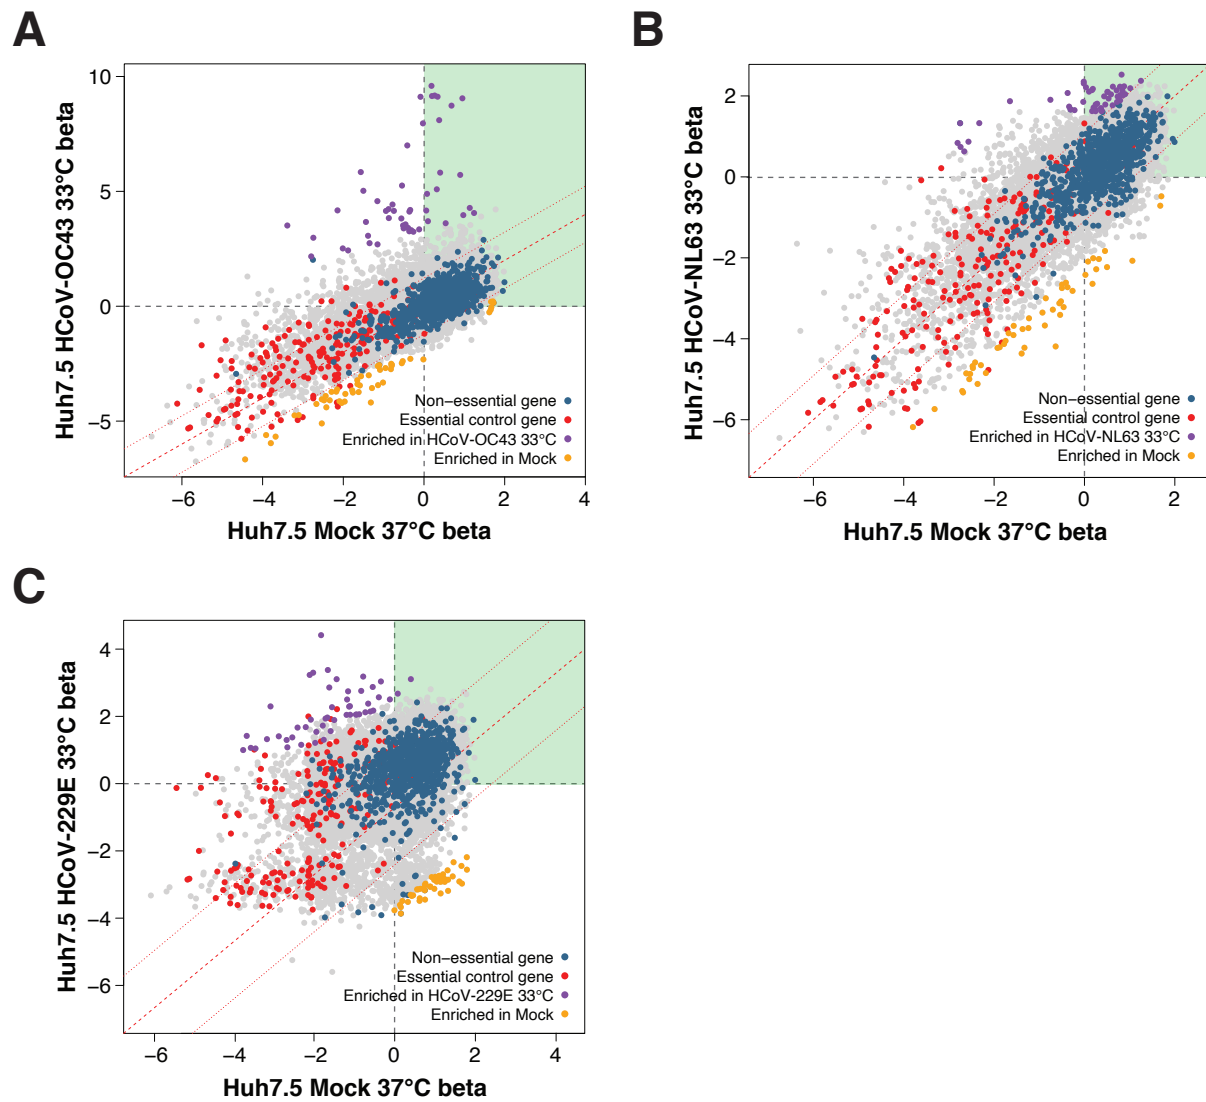 A
Huh7.5 HCoV-OC43 33°C beta
10
5
0
−5
Non−essential gene
Essential control gene
Enriched in HCoV-OC43 33°C
Enriched in Mock
−6 −4 −2 0 2 4
Huh7.5 Mock 37°C beta
B
Huh7.5 HCoV-NL63 33°C beta
2
0
−2
−4
−6
Non−essential gene
Essential control gene
Enriched in HCoV-NL63 33°C
Enriched in Mock
−6 −4 −2 0 2
Huh7.5 Mock 37°C beta
C
Huh7.5 HCoV-229E 33°C beta
4
2
0
−2
−4
−6
Non−essential gene
Essential control gene
Enriched in HCoV-229E 33°C
Enriched in Mock
−6 −4 −2 0 2 4
Huh7.5 Mock 37°C beta